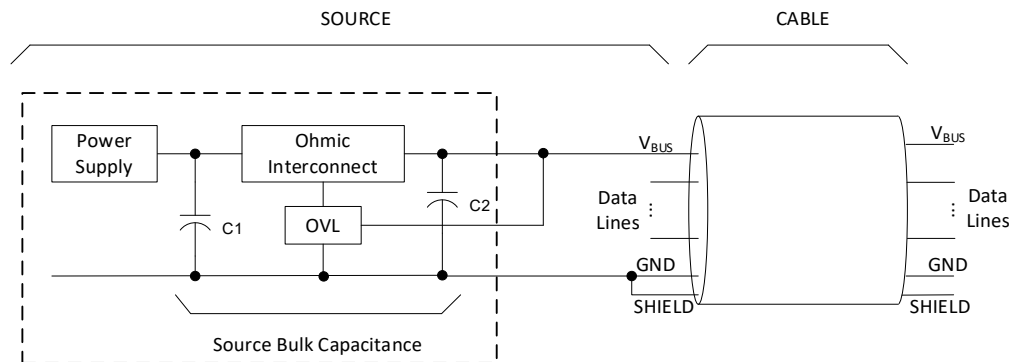 SOURCE
CABLE
Power
Supply
Ohmic
Interconnect
C1
OVL
C2
VBUS
Data
Lines
GND
SHIELD
VBUS
Data
Lines
GND
SHIELD
Source Bulk Capacitance